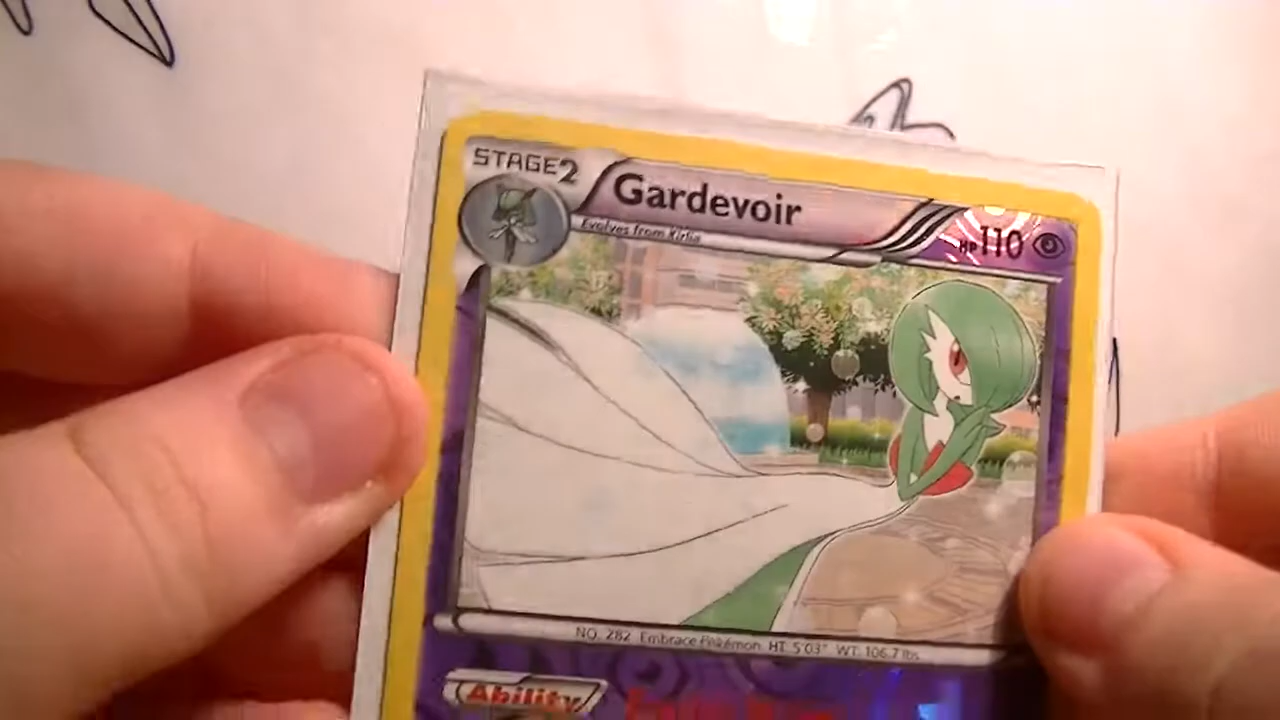 STAGE2
Gardevoir
HP110
Evolves from Kirlia
NO. 282 Embrace Pokémon HT: 5'03" WT: 106.7 lbs.
Ability